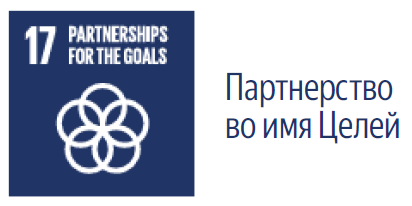 17 PARTNERSHIPS
FOR THE GOALS
Партнерство
во имя Целей